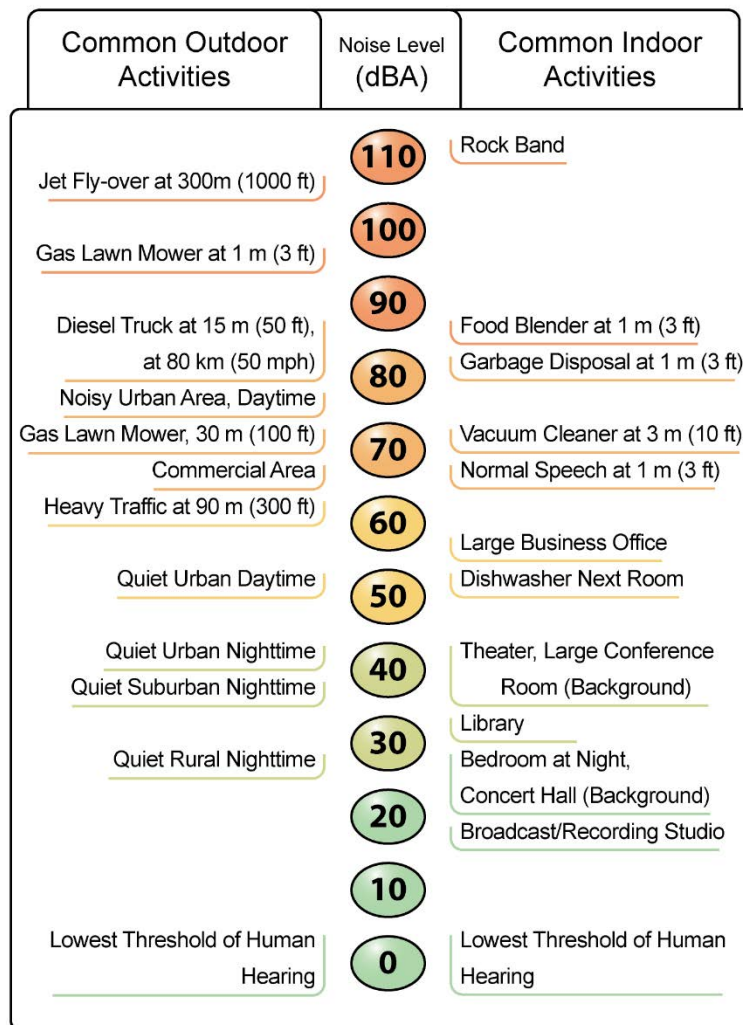 Common Outdoor
Activities
Noise Level
(dBA)
Common Indoor
Activities
110
Rock Band
Jet Fly-over at 300m (1000 ft)
100
Gas Lawn Mower at 1 m (3 ft)
90
Diesel Truck at 15 m (50 ft),
Food Blender at 1 m (3 ft)
at 80 km (50 mph)
80
Garbage Disposal at 1 m (3 ft)
Noisy Urban Area, Daytime
Gas Lawn Mower, 30 m (100 ft)
70
Vacuum Cleaner at 3 m (10 ft)
Commercial Area
Normal Speech at 1 m (3 ft)
Heavy Traffic at 90 m (300 ft)
60
Large Business Office
Quiet Urban Daytime
50
Dishwasher Next Room
Quiet Urban Nighttime
40
Theater, Large Conference
Quiet Suburban Nighttime
Room (Background)
Library
30
Quiet Rural Nighttime
Bedroom at Night,
Concert Hall (Background)
20
Broadcast/Recording Studio
10
Lowest Threshold of Human
Hearing
0
Lowest Threshold of Human
Hearing